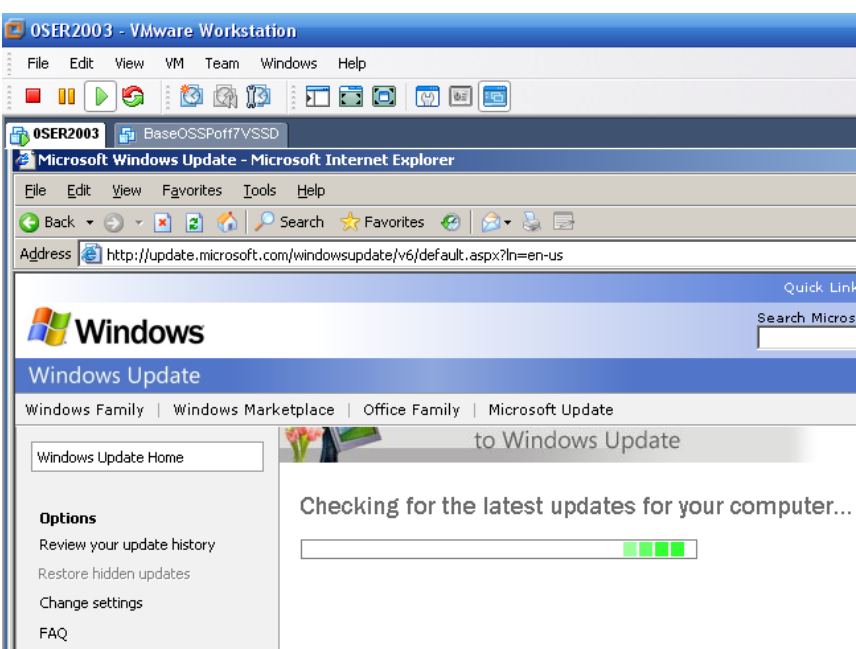 0SER2003 - VMware Workstation
File Edit View VM Team Windows Help
0SER2003 BaseOSSPoff7VSSD
Microsoft Windows Update - Microsoft Internet Explorer
File Edit View Favorites Tools Help
Back Search Favorites
Address http://update.microsoft.com/windowsupdate/v6/default.aspx?ln=en-us
Quick Link
Search Micros
Windows
Windows Update
Windows Family | Windows Marketplace | Office Family | Microsoft Update
to Windows Update
Windows Update Home
Checking for the latest updates for your computer...
Options
Review your update history
Restore hidden updates
Change settings
FAQ